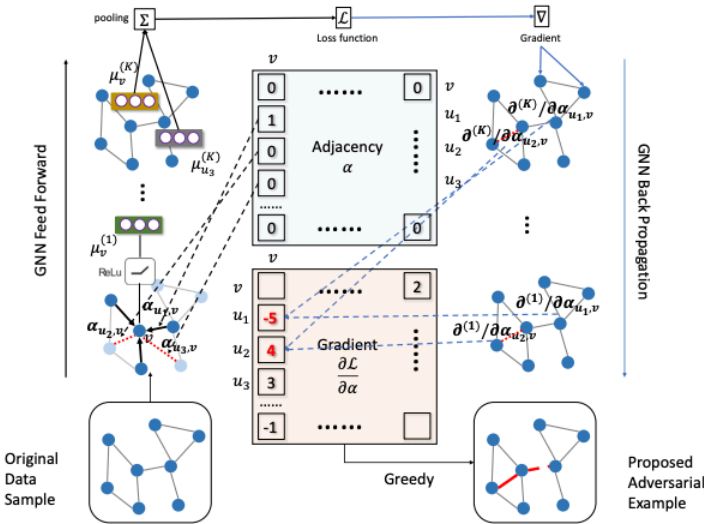 pooling
Σ
ℒ
∇
Loss function
Gradient
μ_v^(K)
μ_{u_3}^(K)
GNN Feed Forward
......
μ_v^(1)
ReLu
α_{u_1,v}
α_{u_2,v}
v
α_{u_3,v}
v
0 ...... 0 v
1 u_1
0 Adjacency u_2
α
0 u_3
......
0 ...... 0
v
v ...... 2
u_1 -5
u_2 4 Gradient
∂ℒ
∂α
u_3 3
......
-1 ......
∂^(K)/∂α_{u_1,v}
∂^(K)/∂α_{u_2,v}
∂^(1)/∂α_{u_1,v}
∂^(1)/∂α_{u_2,v}
GNN Back Propagation
Original
Data
Sample
Greedy
Proposed
Adversarial
Example